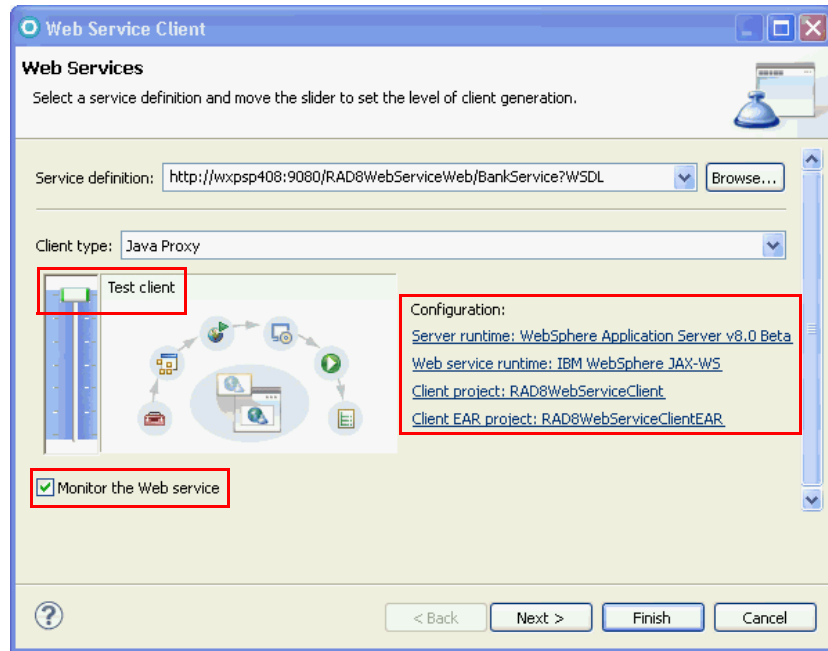 Web Service Client
Web Services
Select a service definition and move the slider to set the level of client generation.
Service definition: http://wxpsp408:9080/RAD8WebServiceWeb/BankService?WSDL Browse...
Client type: Java Proxy
Test client
Configuration:
Server runtime: WebSphere Application Server v8.0 Beta
Web service runtime: IBM WebSphere JAX-WS
Client project: RAD8WebServiceClient
Client EAR project: RAD8WebServiceClientEAR
Monitor the Web service
? < Back Next > Finish Cancel